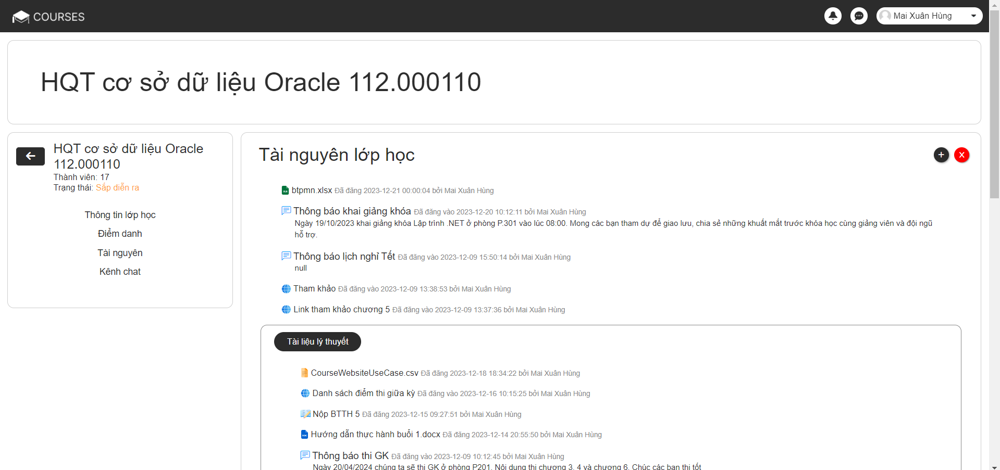 COURSES
Mai Xuân Hùng
HQT cơ sở dữ liệu Oracle 112.000110
HQT cơ sở dữ liệu Oracle
112.000110
Thành viên: 17
Trạng thái: Sắp diễn ra
Thông tin lớp học
Điểm danh
Tài nguyên
Kênh chat
Tài nguyên lớp học
btpmn.xlsx Đã đăng 2023-12-21 00:00:04 bởi Mai Xuân Hùng
Thông báo khai giảng khóa Đã đăng vào 2023-12-20 10:12:11 bởi Mai Xuân Hùng
Ngày 19/10/2023 khai giảng khóa Lập trình .NET ở phòng P.301 vào lúc 08:00. Mong các bạn tham dự để giao lưu, chia sẻ những khuất mắt trước khóa học cùng giảng viên và đội ngũ
hỗ trợ.
Thông báo lịch nghỉ Tết Đã đăng vào 2023-12-09 15:50:14 bởi Mai Xuân Hùng
null
Tham khảo Đã đăng vào 2023-12-09 13:38:53 bởi Mai Xuân Hùng
Link tham khảo chương 5 Đã đăng vào 2023-12-09 13:37:36 bởi Mai Xuân Hùng
Tài liệu lý thuyết
CourseWebsiteUseCase.csv Đã đăng 2023-12-18 18:34:22 bởi Mai Xuân Hùng
Danh sách điểm thi giữa kỳ Đã đăng vào 2023-12-16 10:15:25 bởi Mai Xuân Hùng
Nộp BTTH 5 Đã đăng 2023-12-15 09:27:51 bởi Mai Xuân Hùng
Hướng dẫn thực hành buổi 1.docx Đã đăng 2023-12-14 20:55:50 bởi Mai Xuân Hùng
Thông báo thi GK Đã đăng vào 2023-12-09 10:12:45 bởi Mai Xuân Hùng
Ngày 20/04/2024 chúng ta sẽ thi GK ở phòng P201. Nội dung thi chương 3, 4 và chương 6. Chúc các bạn thi tốt